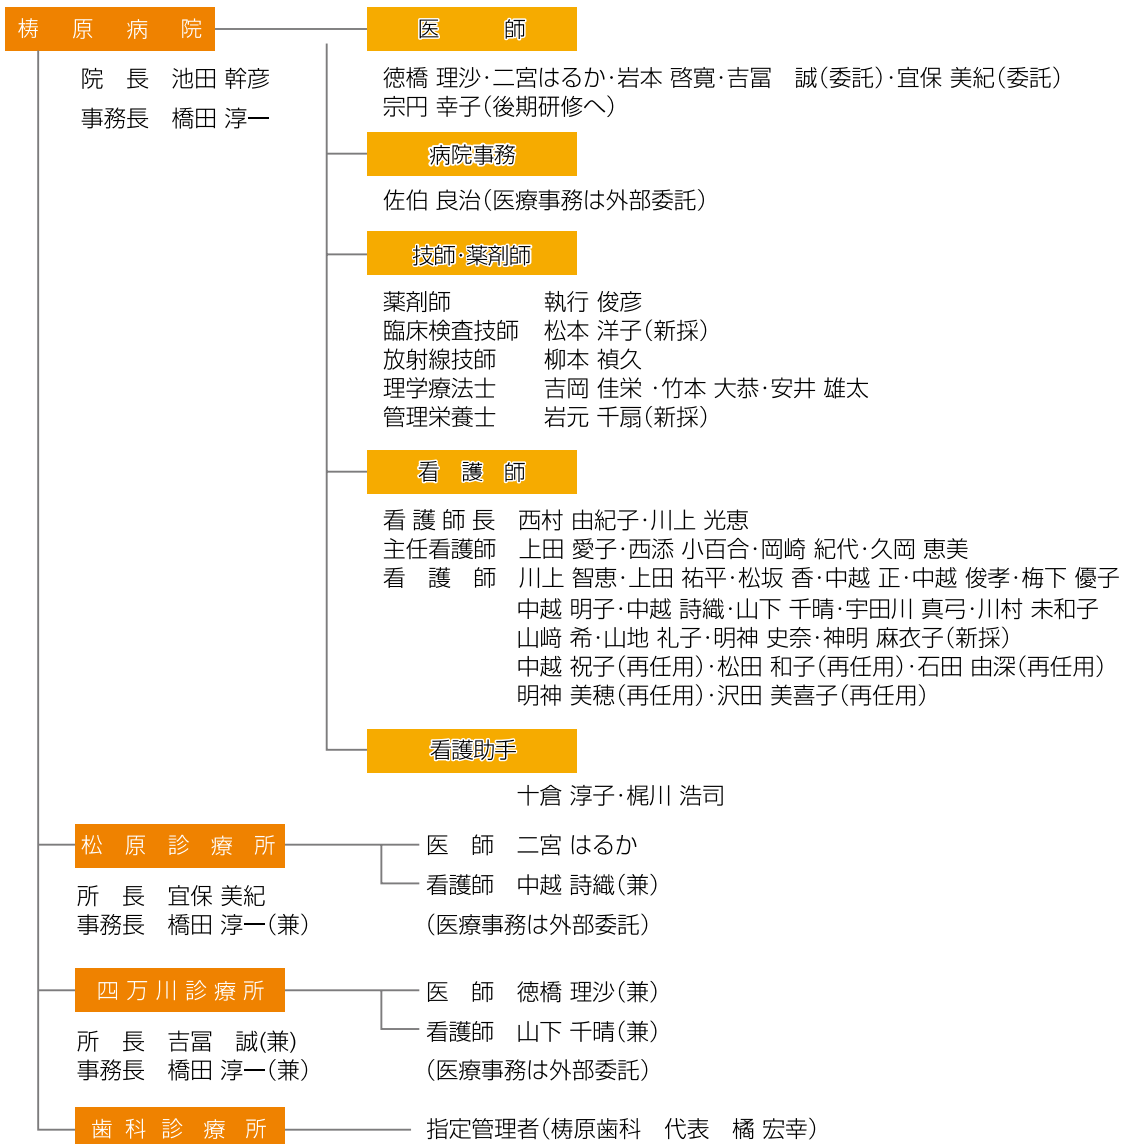 梼原病院
院　長　池田 幹彦
事務長　橋田 淳一
医　　師
徳橋 理沙・二宮はるか・岩本 啓寛・吉冨　誠(委託)・宜保 美紀(委託)
宗円 幸子(後期研修へ)
病院事務
佐伯 良治(医療事務は外部委託)
技師・薬剤師
薬剤師　執行 俊彦
臨床検査技師　松本 洋子(新採)
放射線技師　柳本 禎久
理学療法士　吉岡 佳栄 ・竹本 大恭・安井 雄太
管理栄養士　岩元 千扇(新採)
看　護　師
看護師長　西村 由紀子・川上 光恵
主任看護師　上田 愛子・西添 小百合・岡崎 紀代・久岡 恵美
看　護　師　川上 智恵・上田 祐平・松坂 香・中越 正・中越 俊孝・梅下 優子
中越 明子・中越 詩織・山下 千晴・宇田川 真弓・川村 未和子
山﨑 希・山地 礼子・明神 史奈・神明 麻衣子(新採)
中越 祝子(再任用)・松田 和子(再任用)・石田 由深(再任用)
明神 美穂(再任用)・沢田 美喜子(再任用)
看護助手
十倉 淳子・梶川 浩司
松原診療所
所　長　宜保 美紀
事務長　橋田 淳一(兼)
医　師　二宮 はるか
看護師　中越 詩織(兼)
(医療事務は外部委託)
四万川診療所
所　長　吉冨　誠(兼)
事務長　橋田 淳一(兼)
医　師　徳橋 理沙(兼)
看護師　山下 千晴(兼)
(医療事務は外部委託)
歯科診療所
指定管理者(梼原歯科　代表　橘 宏幸)